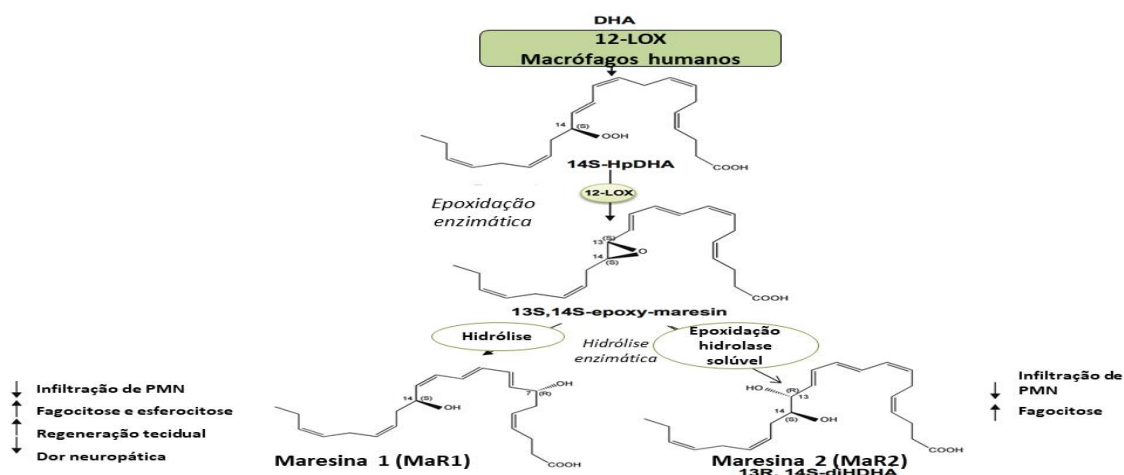 DHA
12-LOX
Macrófagos humanos
14
(S)
OOH
COOH
14S-HpDHA
12-LOX
Epoxidação
enzimática
(S)
13
O
14
(S)
COOH
13S,14S-epoxy-maresin
Hidrólise
Hidrólise
enzimática
Epoxidação
hidrolase
solúvel
↓ Infiltração de PMN
↑ Fagocitose e esferocitose
↑ Regeneração tecidual
↓ Dor neuropática
14
(S)
OH
OH
7
(R)
COOH
Maresina 1 (MaR1)
HO
(R)
13
14
(S)
OH
COOH
Maresina 2 (MaR2)
13R, 14S-diHDHA
↓ Infiltração de
PMN
↑ Fagocitose